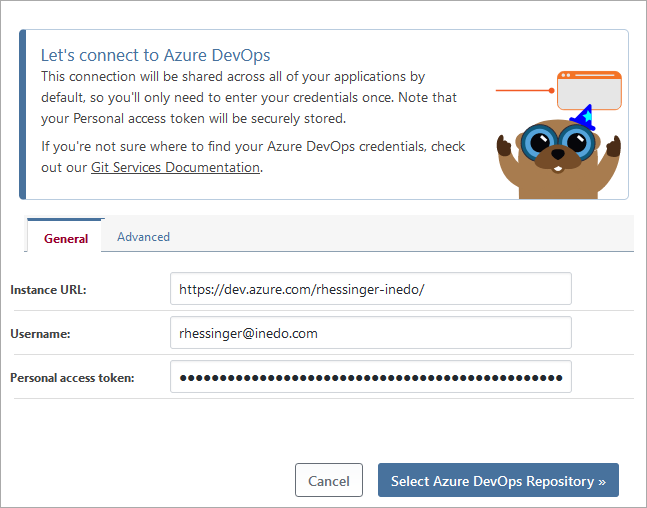 Let's connect to Azure DevOps
This connection will be shared across all of your applications by
default, so you'll only need to enter your credentials once. Note that
your Personal access token will be securely stored.
If you're not sure where to find your Azure DevOps credentials, check
out our Git Services Documentation.
General Advanced
Instance URL: https://dev.azure.com/rhessinger-inedo/
Username: rhessinger@inedo.com
Personal access token: ●●●●●●●●●●●●●●●●●●●●●●●●●●●●●●●●●●●●●●●●●●●●●●●●
Cancel Select Azure DevOps Repository »